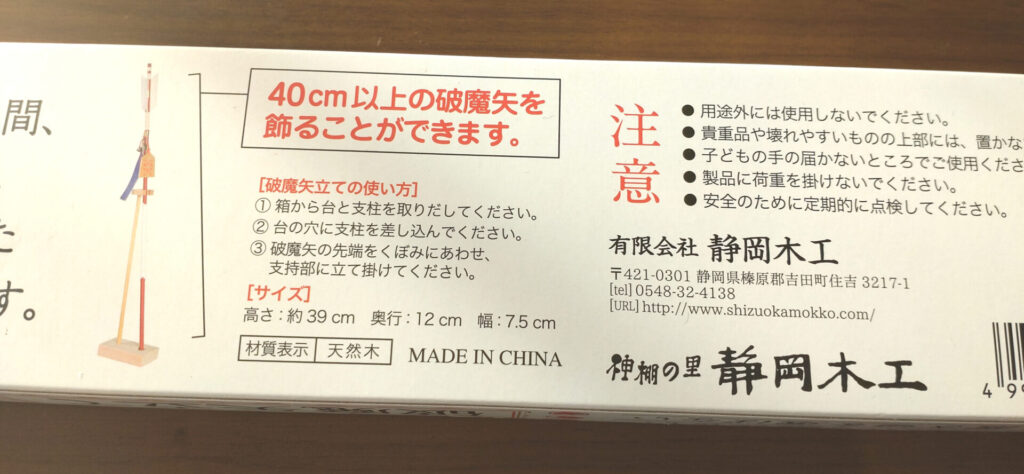 間、
た
す。
40cm以上の破魔矢を
飾ることができます。
[破魔矢立ての使い方]
① 箱から台と支柱を取りだしてください。
② 台の穴に支柱を差し込んでください。
③ 破魔矢の先端をくぼみにあわせ、
支持部に立て掛けてください。
[サイズ]
高さ：約39cm 奥行：12cm 幅：7.5cm
材質表示 天然木 MADE IN CHINA
注意
● 用途外には使用しないでください。
● 貴重品や壊れやすいものの上部には、置かな
● 子どもの手の届かないところでご使用くださ
● 製品に荷重を掛けないでください。
● 安全のために定期的に点検してください。
有限会社 静岡木工
〒421-0301 静岡県榛原郡吉田町住吉3217-1
[tel] 0548-32-4138
[URL] http://www.shizuokamokko.com/
神棚の里 静岡木工
4 99